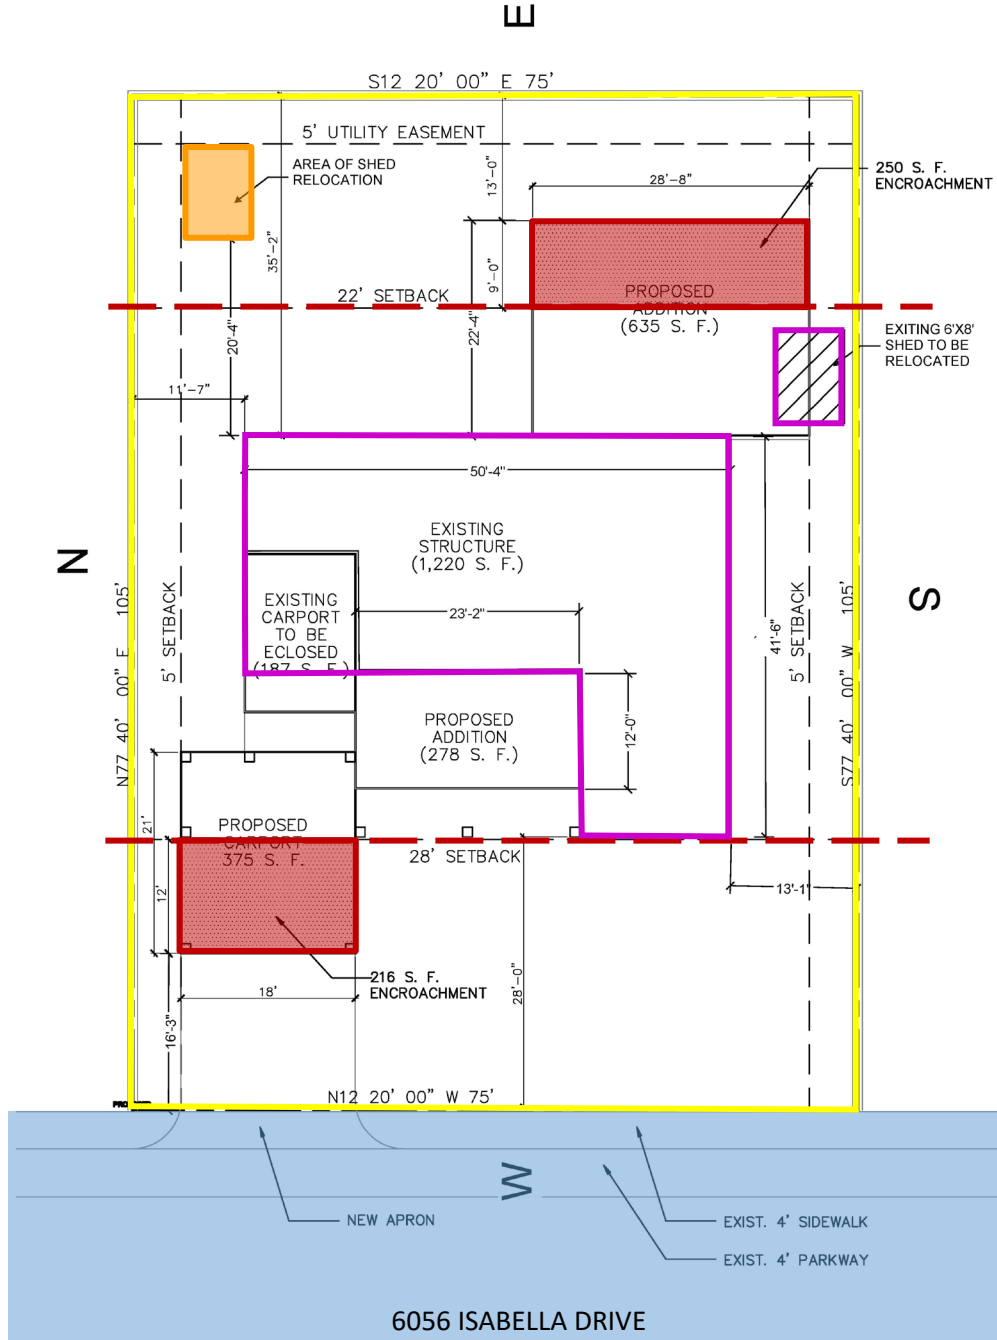 E
S12 20' 00" E 75'
5' UTILITY EASEMENT
AREA OF SHED
RELOCATION
13'-0"
28'-8"
250 S. F.
ENCROACHMENT
35'-2"
9'-0"
22' SETBACK
20'-4"
22'-4"
PROPOSED
ADDITION
(635 S. F.)
EXITING 6'X8'
SHED TO BE
RELOCATED
11'-7"
50'-4"
EXISTING
STRUCTURE
(1,220 S. F.)
N
S
N77 40' 00" E 105'
5' SETBACK
EXISTING
CARPORT
TO BE
ECLOSED
(187 S. F.)
23'-2"
41'-6"
5' SETBACK
S77 40' 00" W 105'
PROPOSED
ADDITION
(278 S. F.)
12'-0"
21'
PROPOSED
CARPORT
375 S. F.
28' SETBACK
12'
13'-1"
216 S. F.
ENCROACHMENT
18'
28'-0"
16'-3"
N12 20' 00" W 75'
W
NEW APRON
EXIST. 4' SIDEWALK
EXIST. 4' PARKWAY
6056 ISABELLA DRIVE